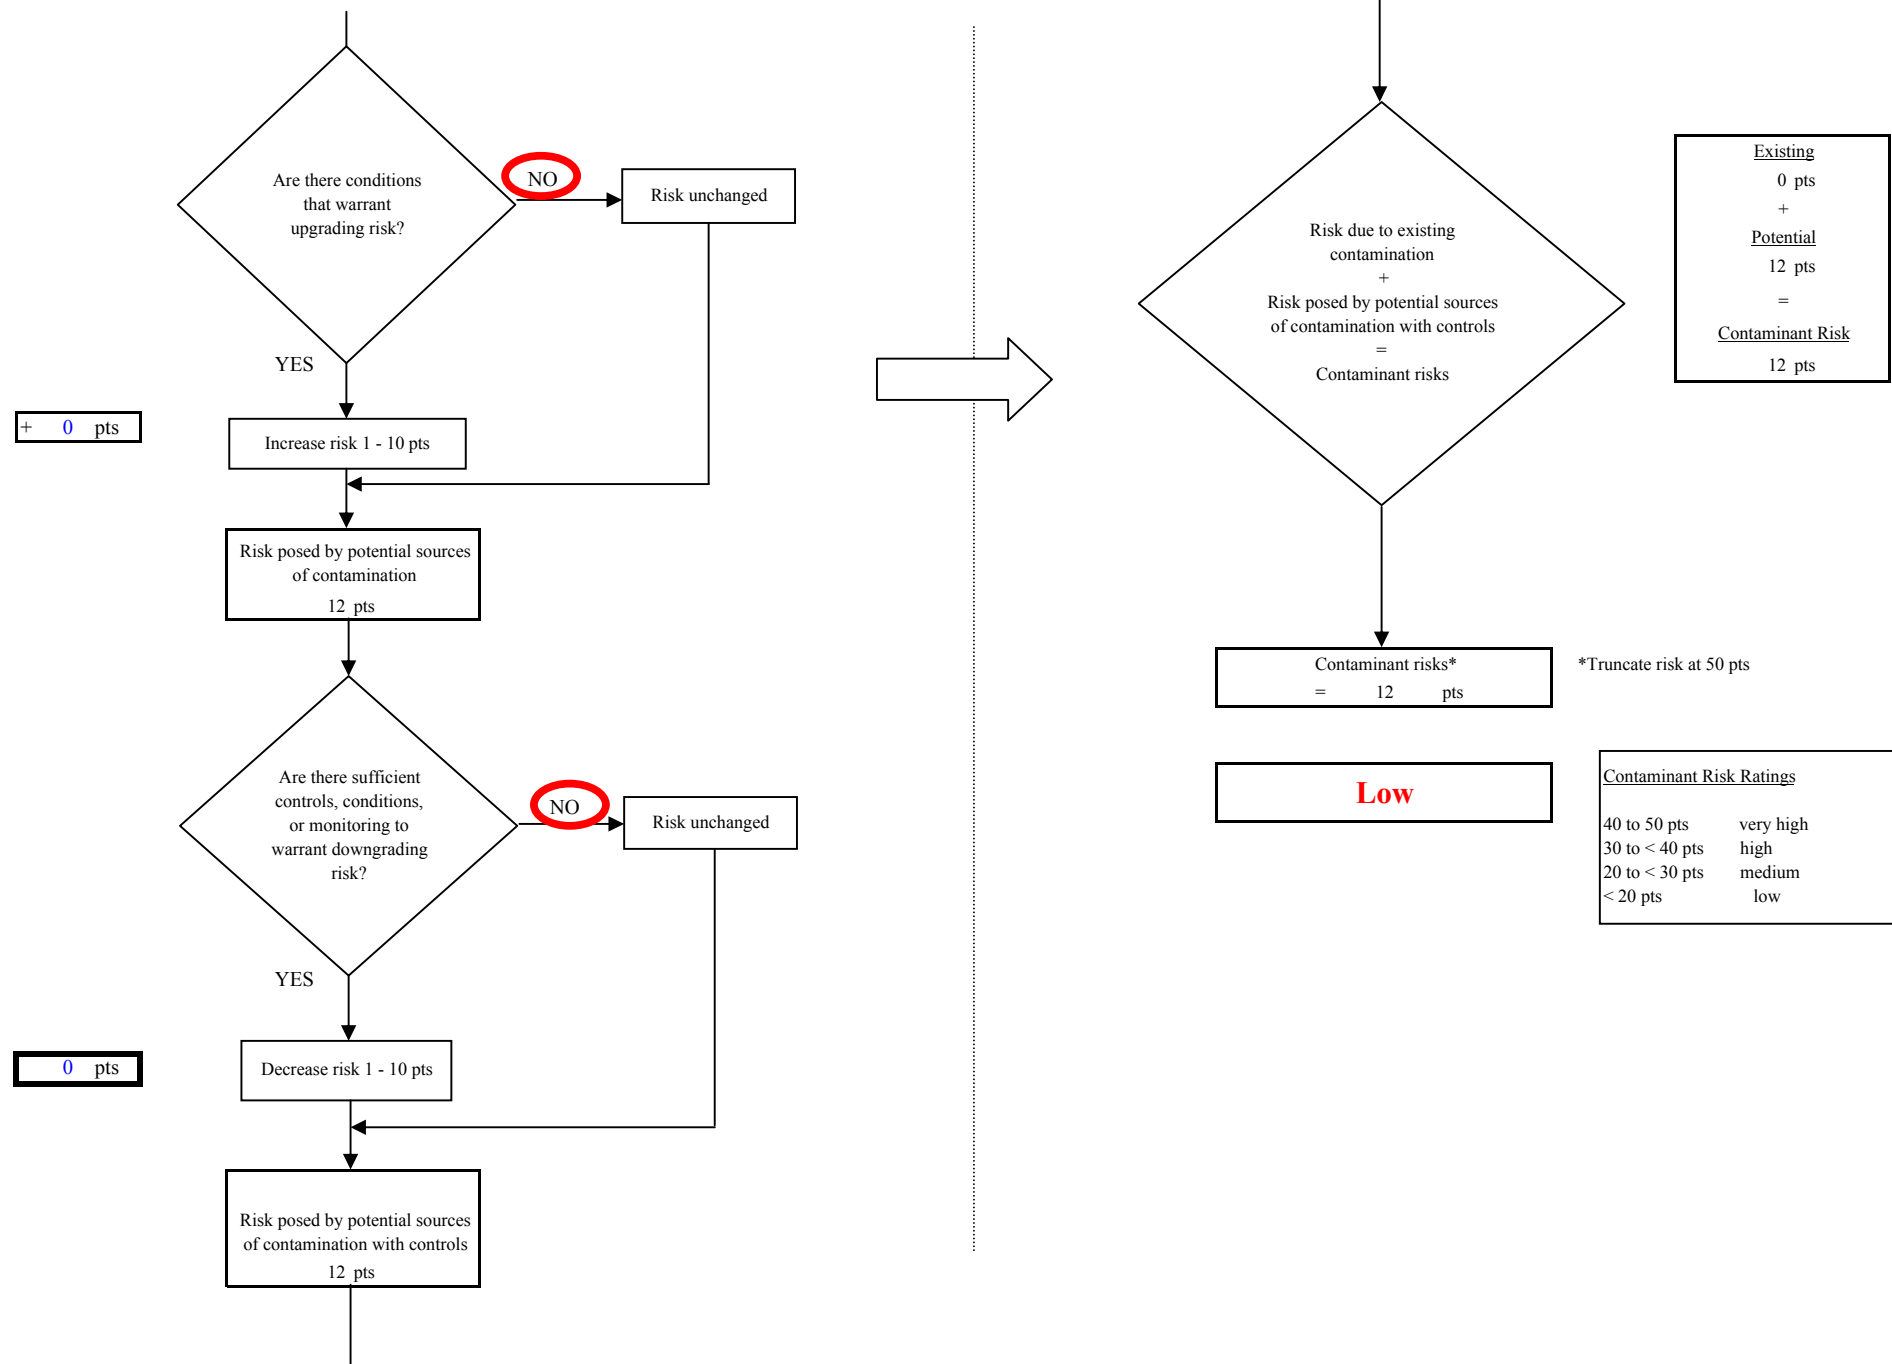 Are there conditions
that warrant
upgrading risk?
NO
Risk unchanged
YES
+ 0 pts
Increase risk 1 - 10 pts
Risk posed by potential sources
of contamination
12 pts
Are there sufficient
controls, conditions,
or monitoring to
warrant downgrading
risk?
NO
Risk unchanged
YES
0 pts
Decrease risk 1 - 10 pts
Risk posed by potential sources
of contamination with controls
12 pts
Risk due to existing
contamination
+
Risk posed by potential sources
of contamination with controls
=
Contaminant risks
Existing
0 pts
+
Potential
12 pts
=
Contaminant Risk
12 pts
Contaminant risks*
= 12 pts
*Truncate risk at 50 pts
Low
Contaminant Risk Ratings
40 to 50 pts very high
30 to < 40 pts high
20 to < 30 pts medium
< 20 pts low